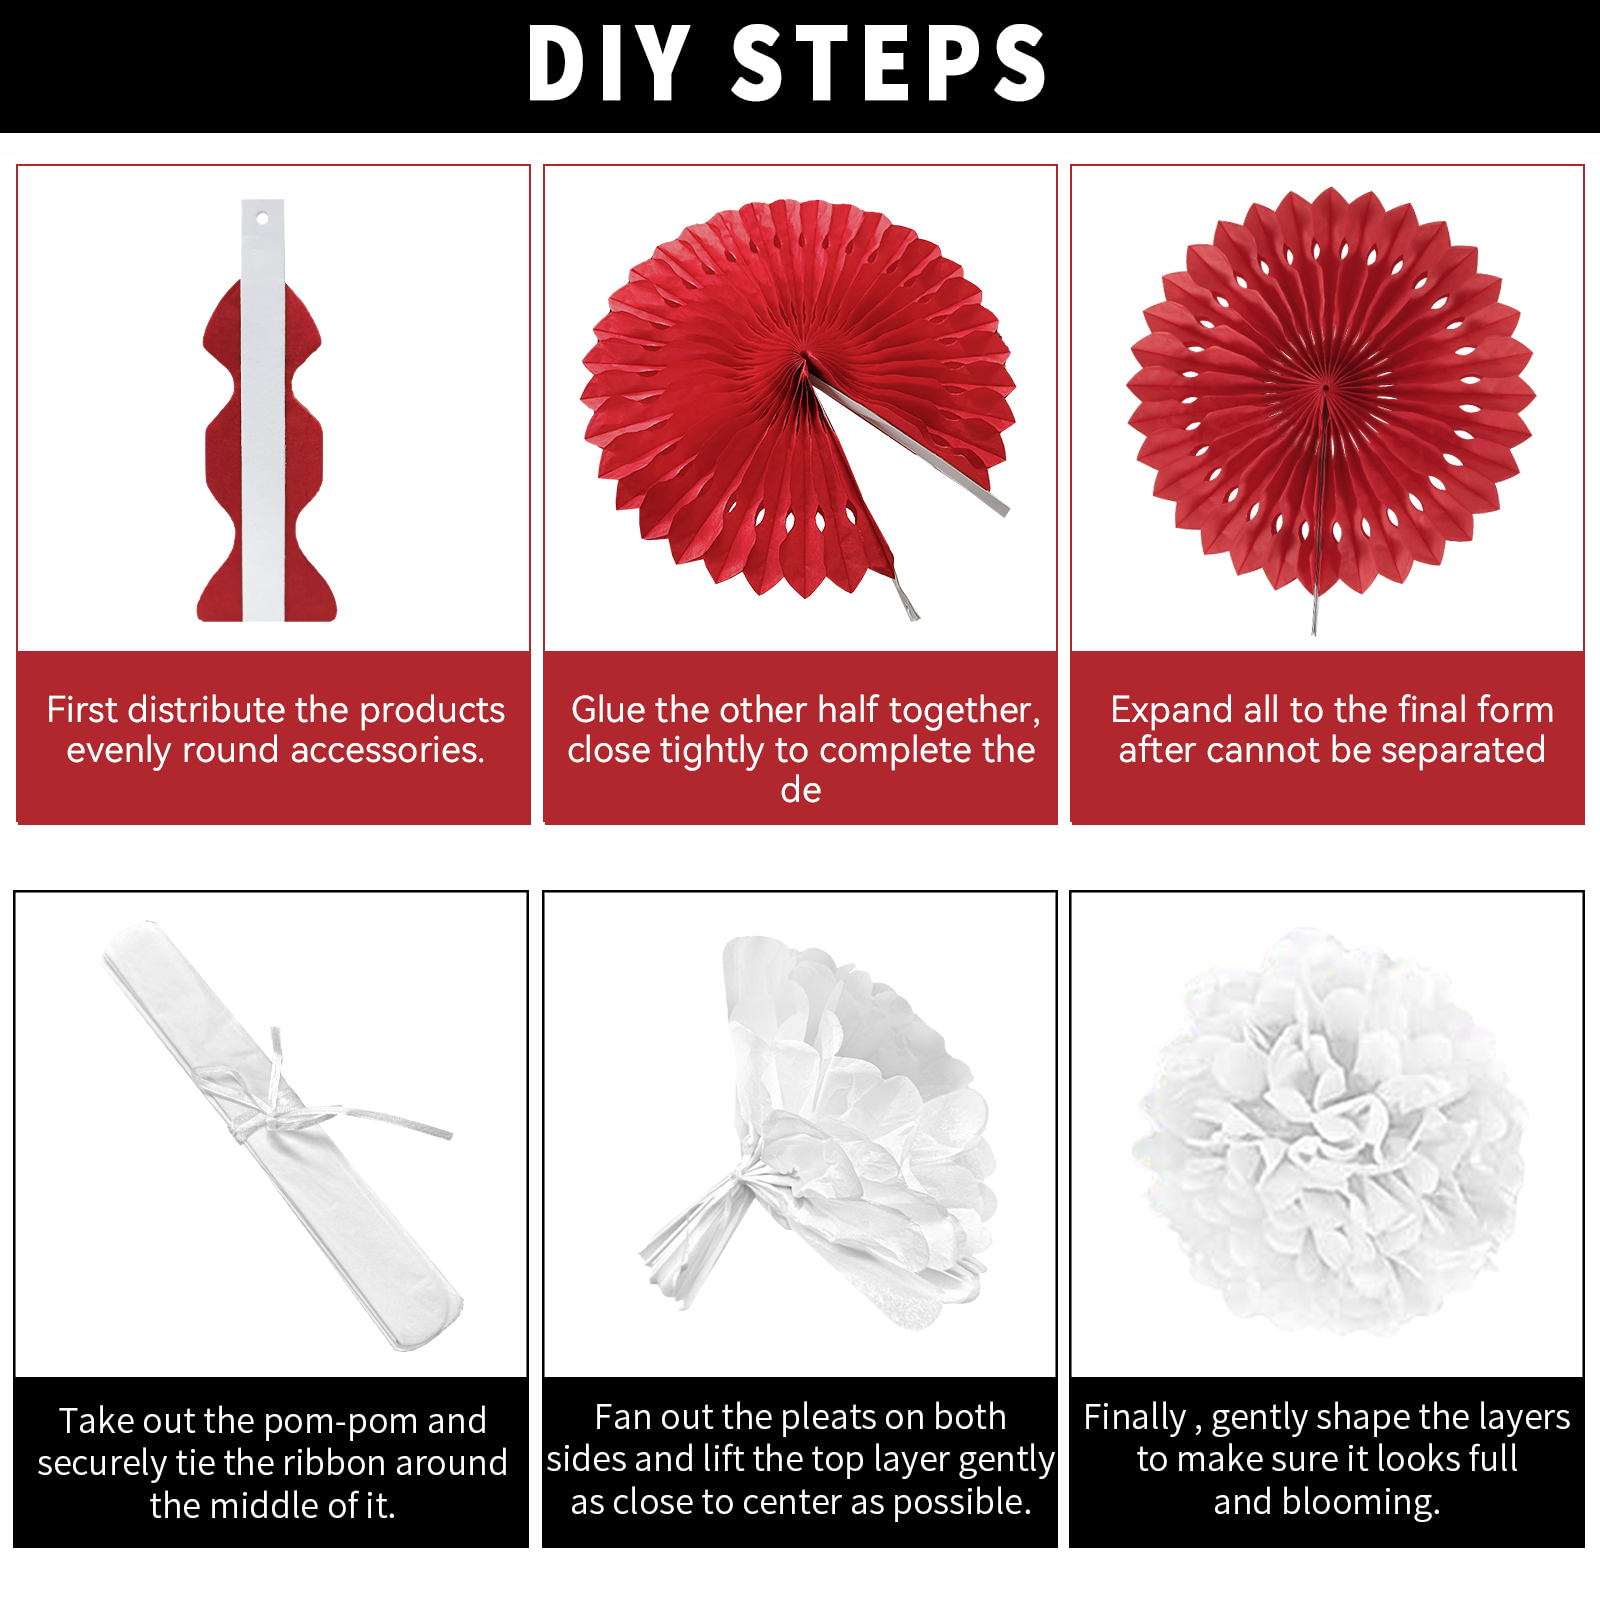 DIY STEPS
First distribute the products
evenly round accessories.
Glue the other half together,
close tightly to complete the
de
Expand all to the final form
after cannot be separated
Take out the pom-pom and
securely tie the ribbon around
the middle of it.
Fan out the pleats on both
sides and lift the top layer gently
as close to center as possible.
Finally , gently shape the layers
to make sure it looks full
and blooming.